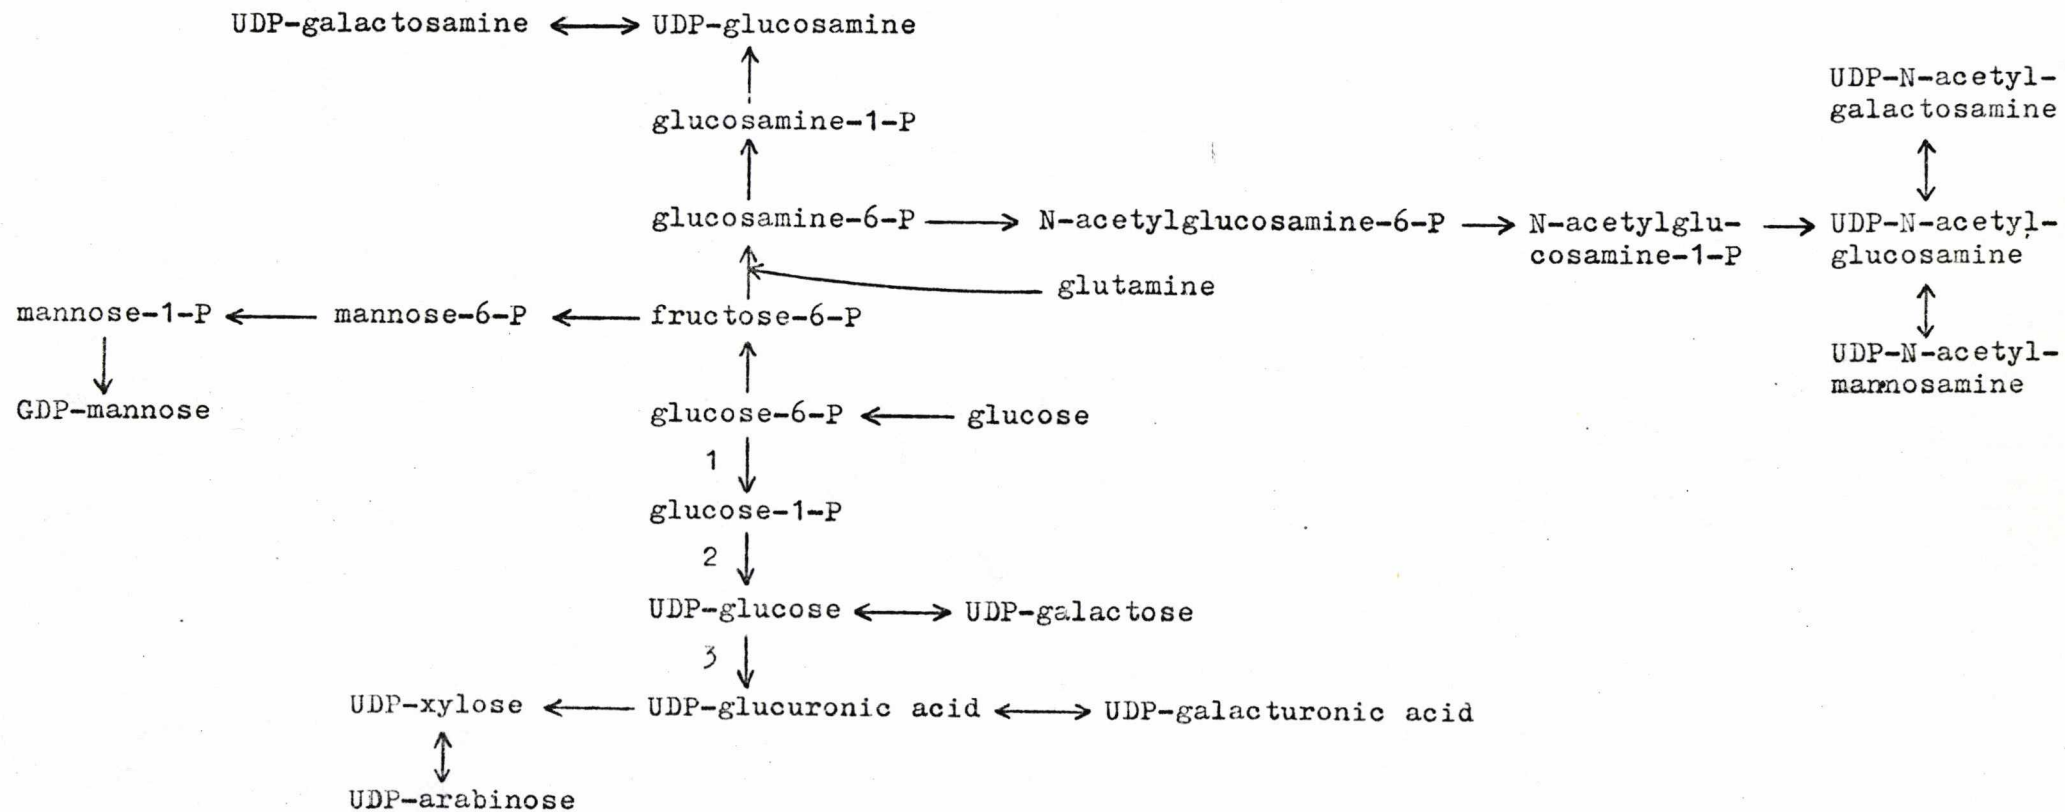 UDP-galactosamine ⟷ UDP-glucosamine
UDP-N-acetyl-
galactosamine
glucosamine-1-P
glucosamine-6-P → N-acetylglucosamine-6-P → N-acetylglu-
cosamine-1-P → UDP-N-acetyl-
glucosamine
glutamine
mannose-1-P ← mannose-6-P ← fructose-6-P
UDP-N-acetyl-
mannosamine
GDP-mannose
glucose-6-P ← glucose
1
glucose-1-P
2
UDP-glucose ⟷ UDP-galactose
3
UDP-xylose ← UDP-glucuronic acid ⟷ UDP-galacturonic acid
UDP-arabinose